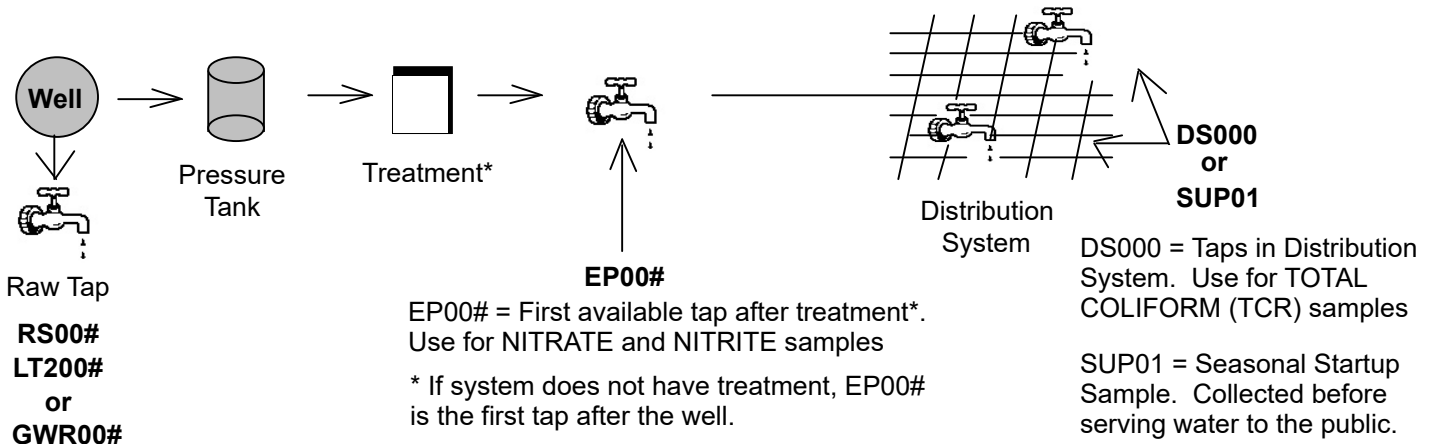 Well
Pressure
Tank
Treatment*
Raw Tap
RS00#
LT200#
or
GWR00#
EP00#
EP00# = First available tap after treatment*.
Use for NITRATE and NITRITE samples
* If system does not have treatment, EP00#
is the first tap after the well.
Distribution
System
DS000
or
SUP01
DS000 = Taps in Distribution
System. Use for TOTAL
COLIFORM (TCR) samples
SUP01 = Seasonal Startup
Sample. Collected before
serving water to the public.